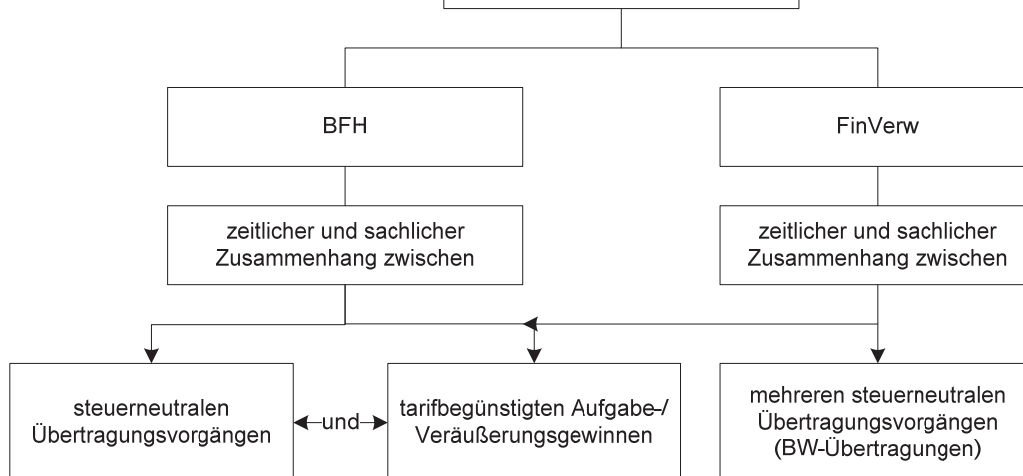 BFH
FinVerw
zeitlicher und sachlicher
Zusammenhang zwischen
zeitlicher und sachlicher
Zusammenhang zwischen
steuerneutralen
Übertragungsvorgängen
und
tarifbegünstigten Aufgabe-/
Veräußerungsgewinnen
mehreren steuerneutralen
Übertragungsvorgängen
(BW-Übertragungen)